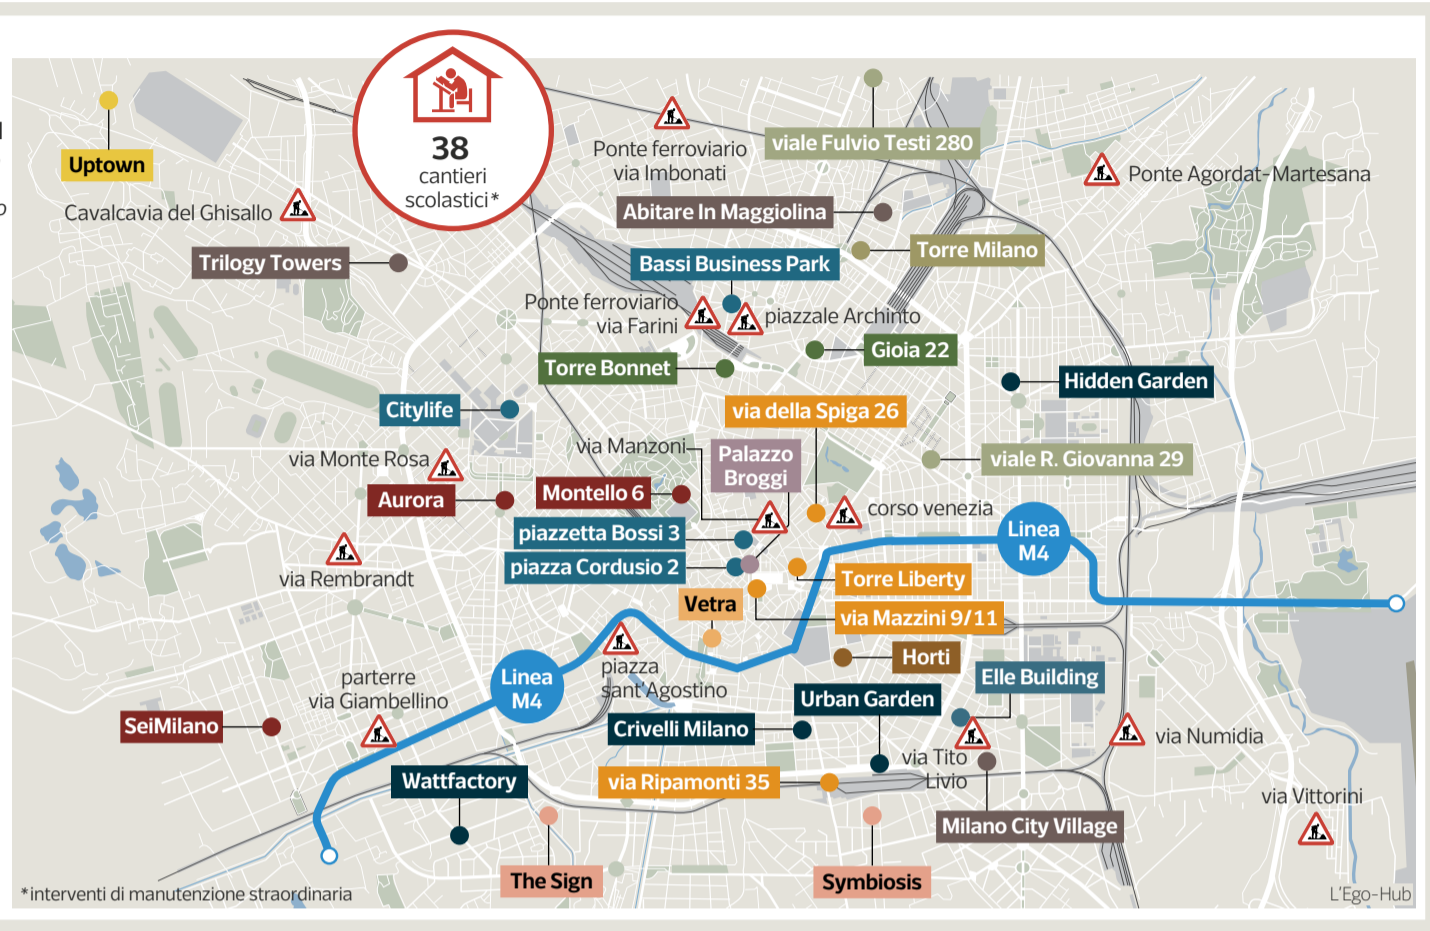 38
cantieri
scolastici*
Uptown
Ponte ferroviario
via Imbonati
viale Fulvio Testi 280
Ponte Agordat-Martesana
Cavalcavia del Ghisallo
Abitare In Maggiolina
Trilogy Towers
Torre Milano
Bassi Business Park
Ponte ferroviario
via Farini
piazzale Archinto
Gioia 22
Torre Bonnet
Hidden Garden
Citylife
via della Spiga 26
via Manzoni
Palazzo
Broggi
via Monte Rosa
viale R. Giovanna 29
Aurora
Montello 6
corso venezia
piazzetta Bossi 3
Linea
M4
piazza Cordusio 2
via Rembrandt
Torre Liberty
Vetra
via Mazzini 9/11
Horti
piazza
sant'Agostino
Elle Building
parterre
via Giambellino
Linea
M4
Urban Garden
SeiMilano
Crivelli Milano
via Numidia
via Tito
Livio
Wattfactory
via Ripamonti 35
via Vittorini
Milano City Village
The Sign
Symbiosis
*interventi di manutenzione straordinaria
L'Ego-Hub